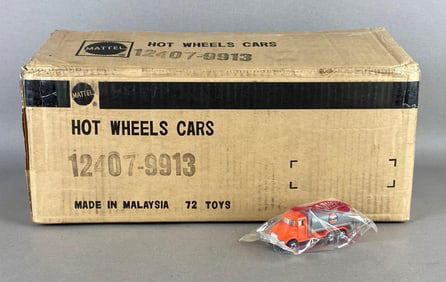 MATTEL
HOT WHEELS CARS
12407-9913
MATTEL
HOT WHEELS CARS
12407-9913
MADE IN MALAYSIA 72 TOYS